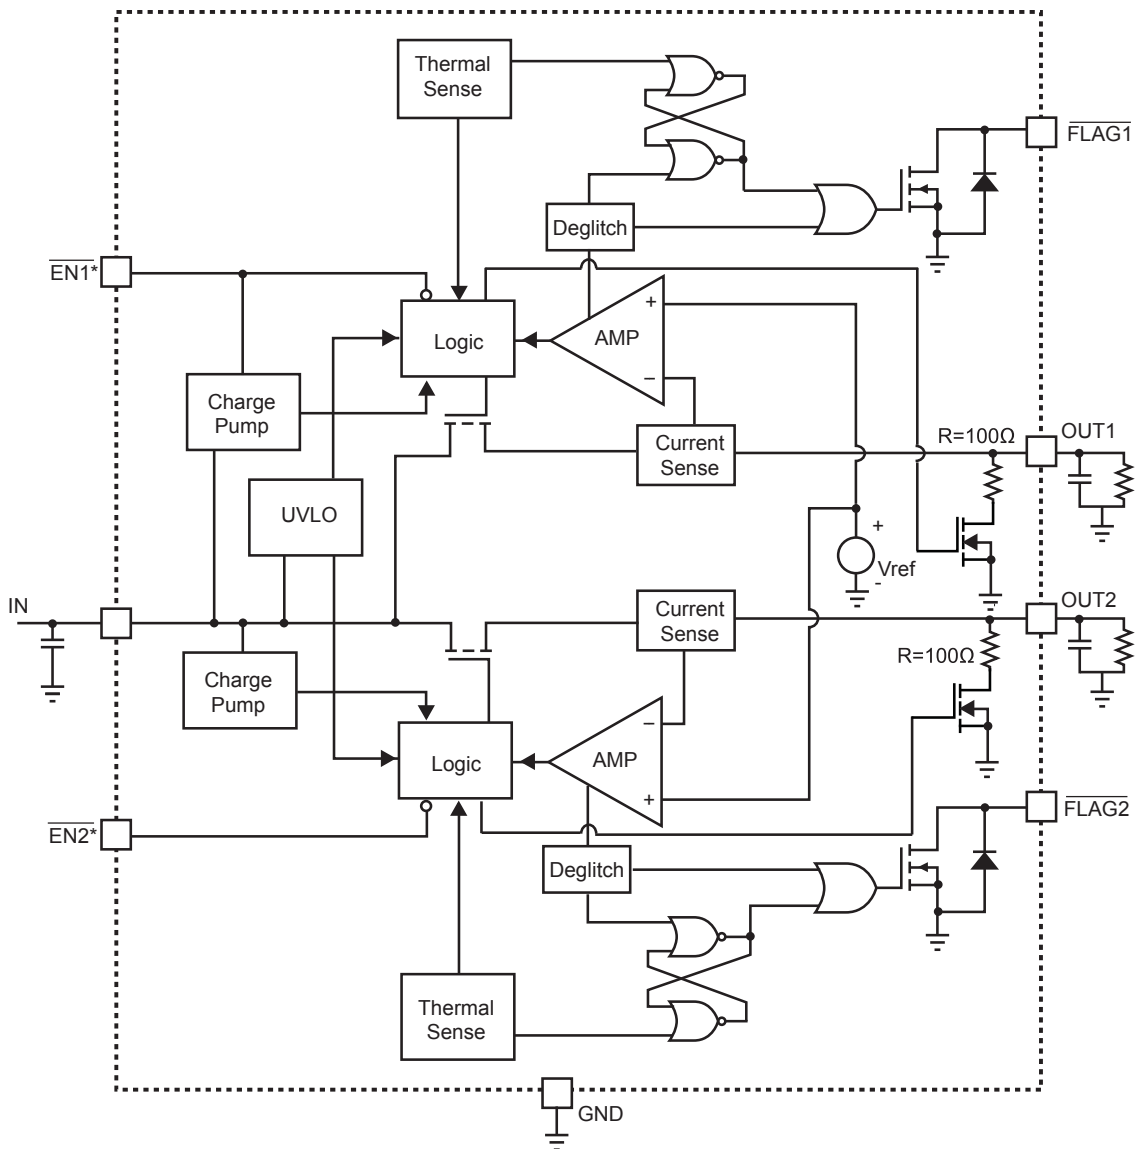 Thermal
Sense
FLAG1
Deglitch
EN1*
+
AMP
Logic
−
Charge
Pump
Current
Sense
R=100Ω
OUT1
UVLO
+
Vref
-
IN
Current
Sense
OUT2
R=100Ω
Charge
Pump
−
AMP
Logic
+
FLAG2
EN2*
Deglitch
Thermal
Sense
GND